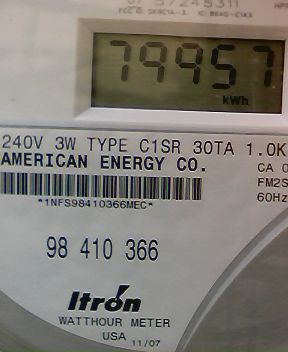 79957
kWh
240V 3W TYPE C1SR 30TA 1.0K
AMERICAN ENERGY CO.
CA 0
FM2S
60Hz
*1NFS98410366MEC*
98 410 366
Itron
WATTHOUR METER
USA 11/07